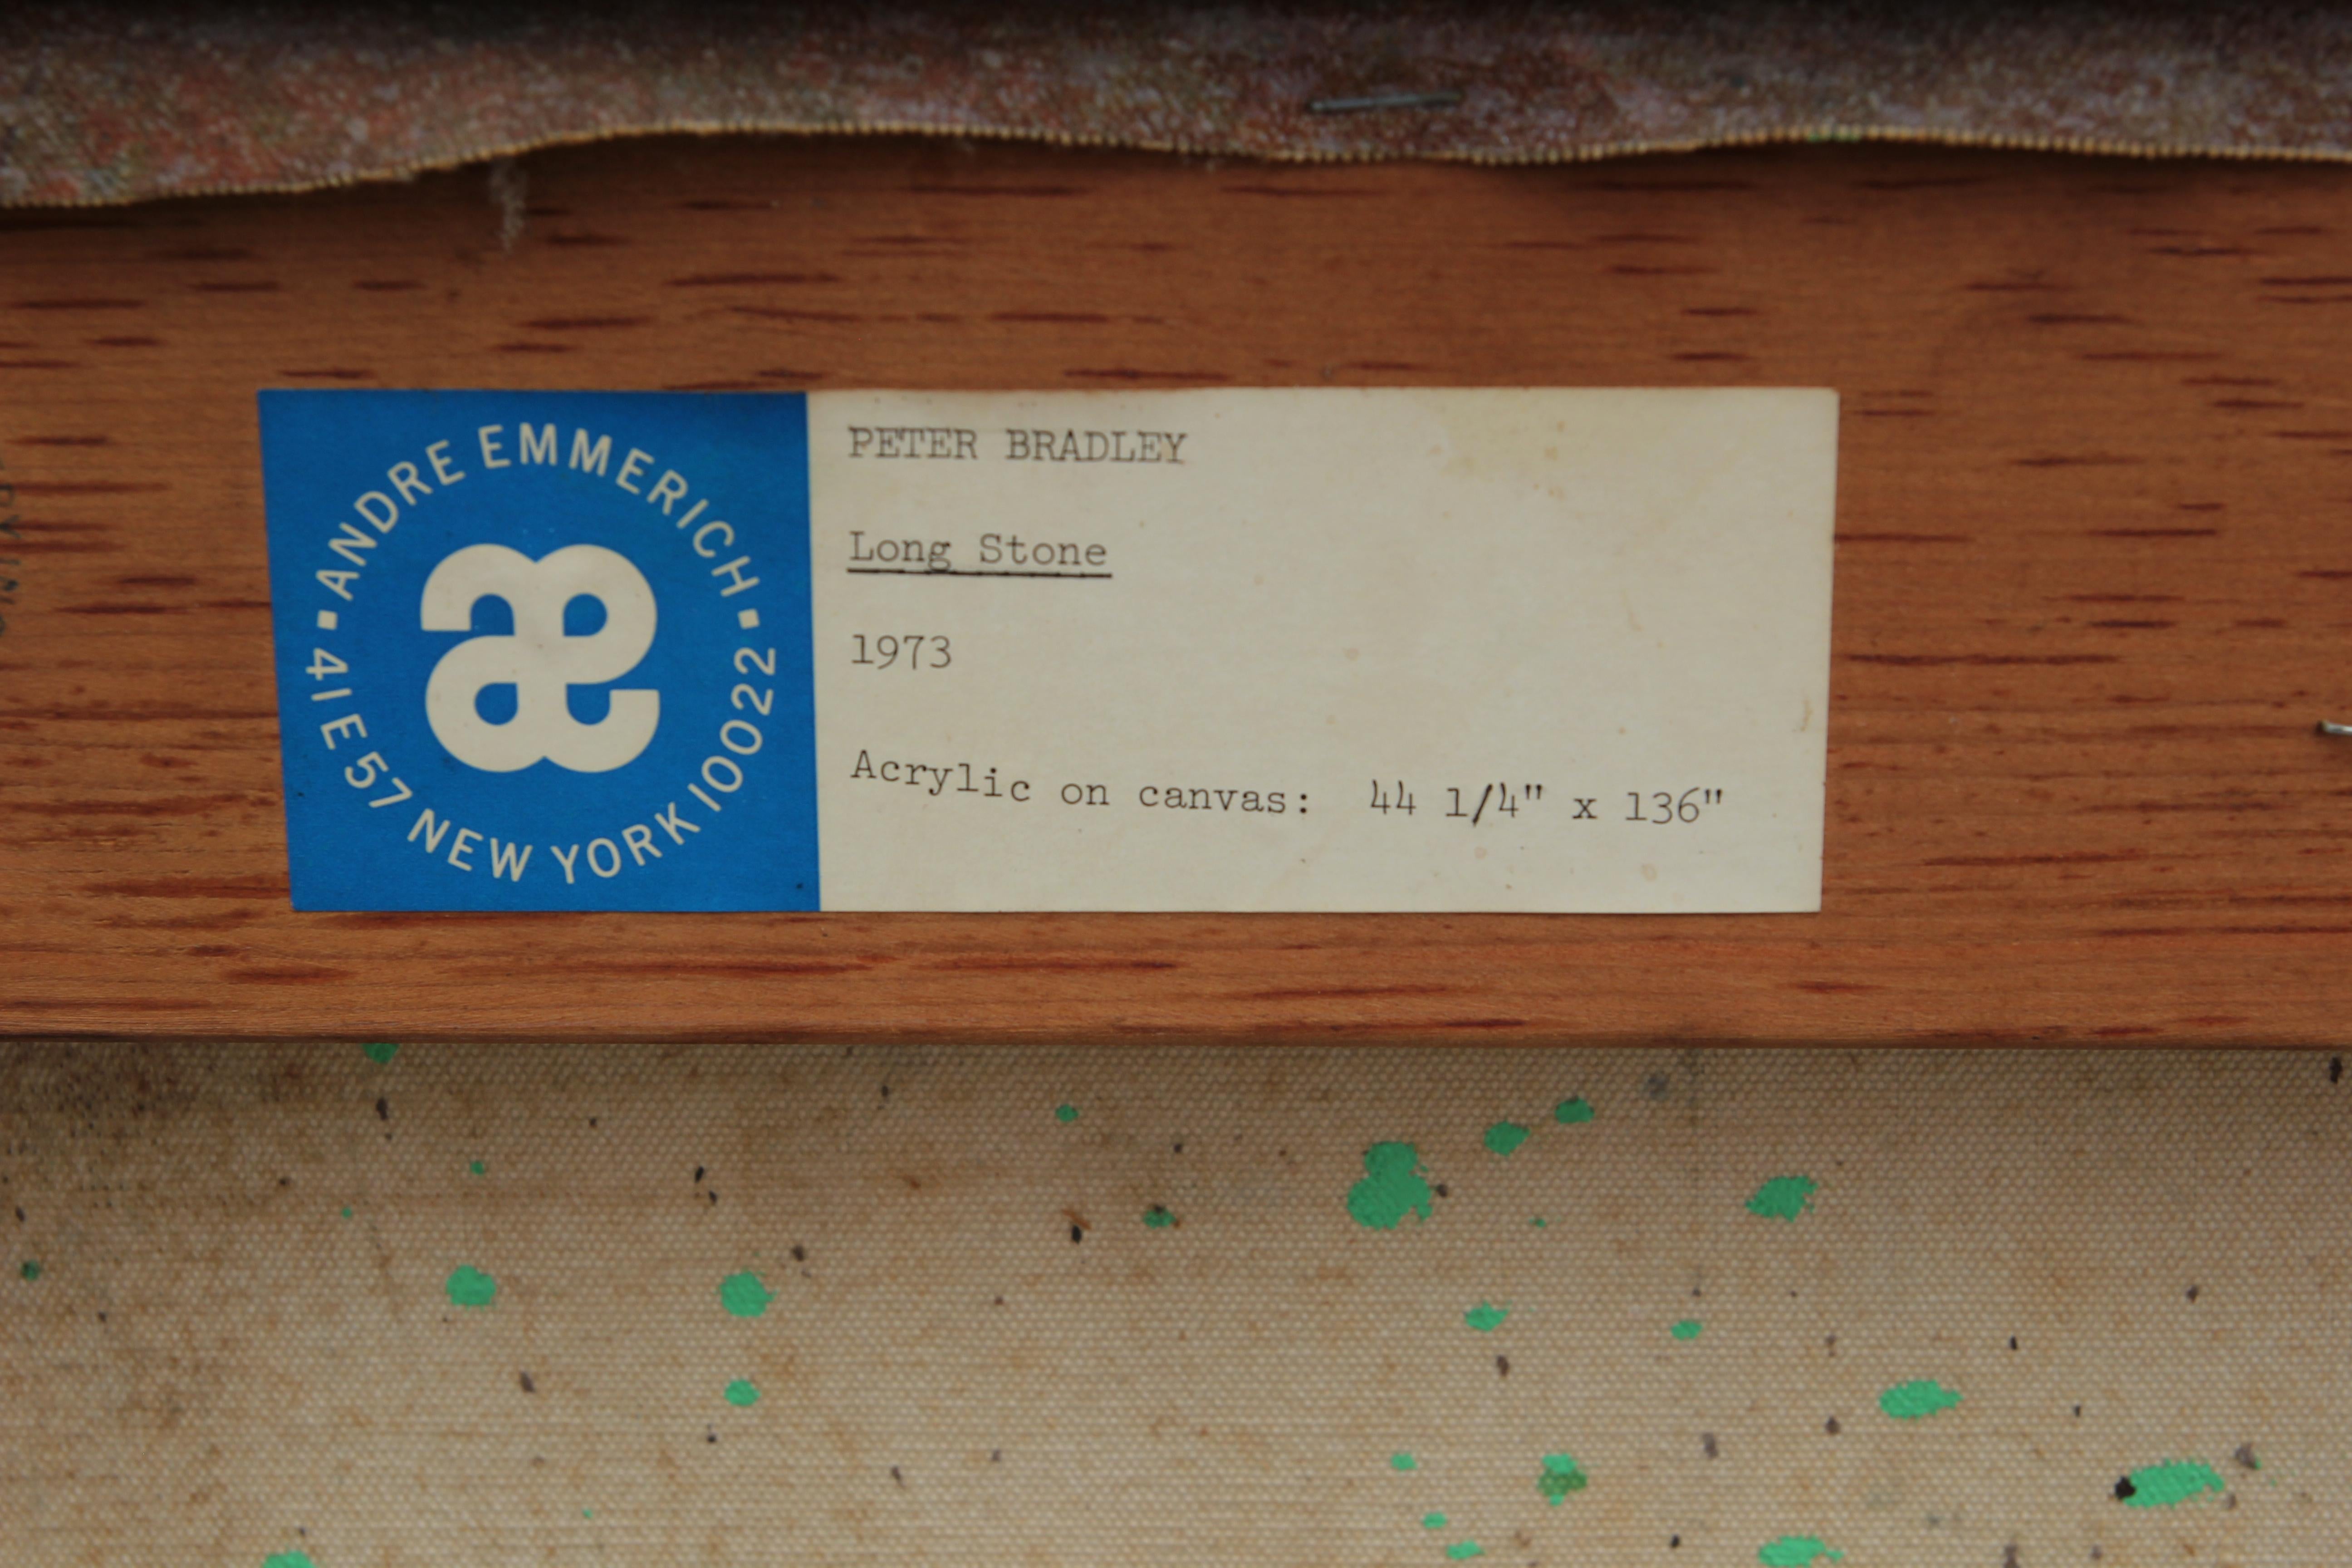 ANDRE EMMERICH
41 E 57 NEW YORK 10022
æ
PETER BRADLEY
Long Stone
1973
Acrylic on canvas: 44 1/4" x 136"